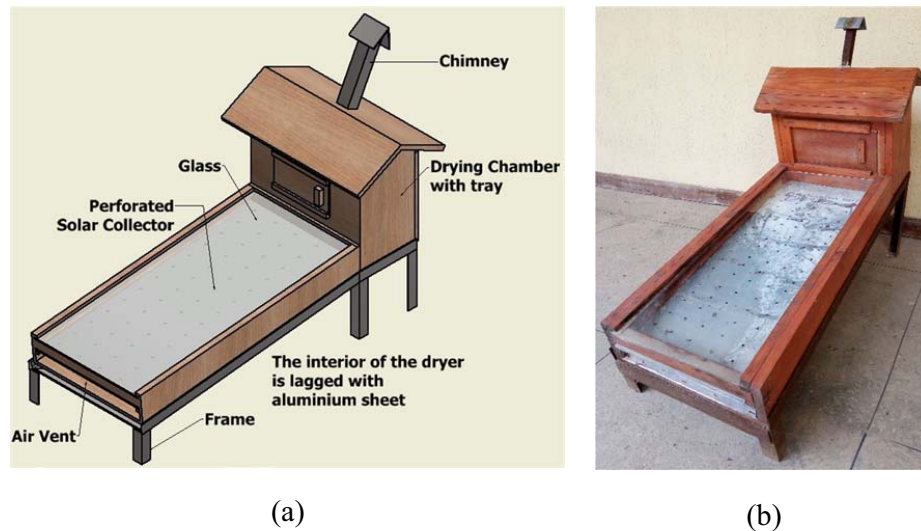 Chimney
Glass
Drying Chamber
with tray
Perforated
Solar Collector
The interior of the dryer
is lagged with
aluminium sheet
Frame
Air Vent
(a)
(b)